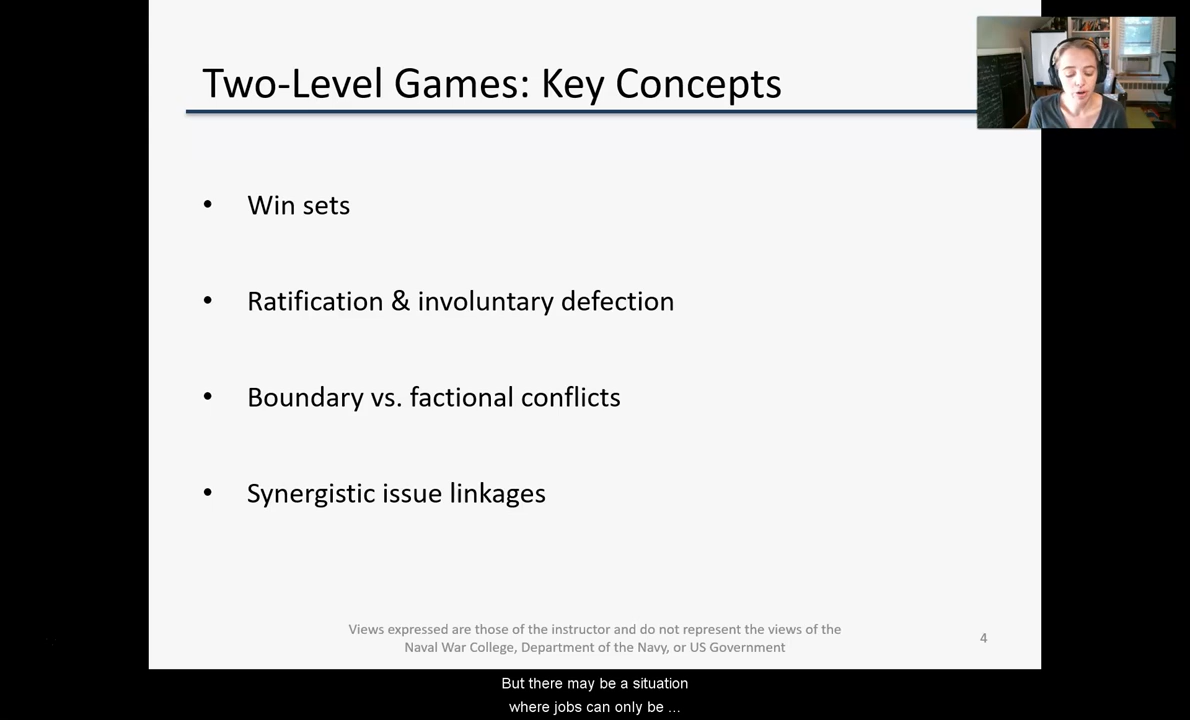 Two-Level Games: Key Concepts
• Win sets
• Ratification & involuntary defection
• Boundary vs. factional conflicts
• Synergistic issue linkages
Views expressed are those of the instructor and do not represent the views of the
Naval War College, Department of the Navy, or US Government
4
But there may be a situation
where jobs can only be ...